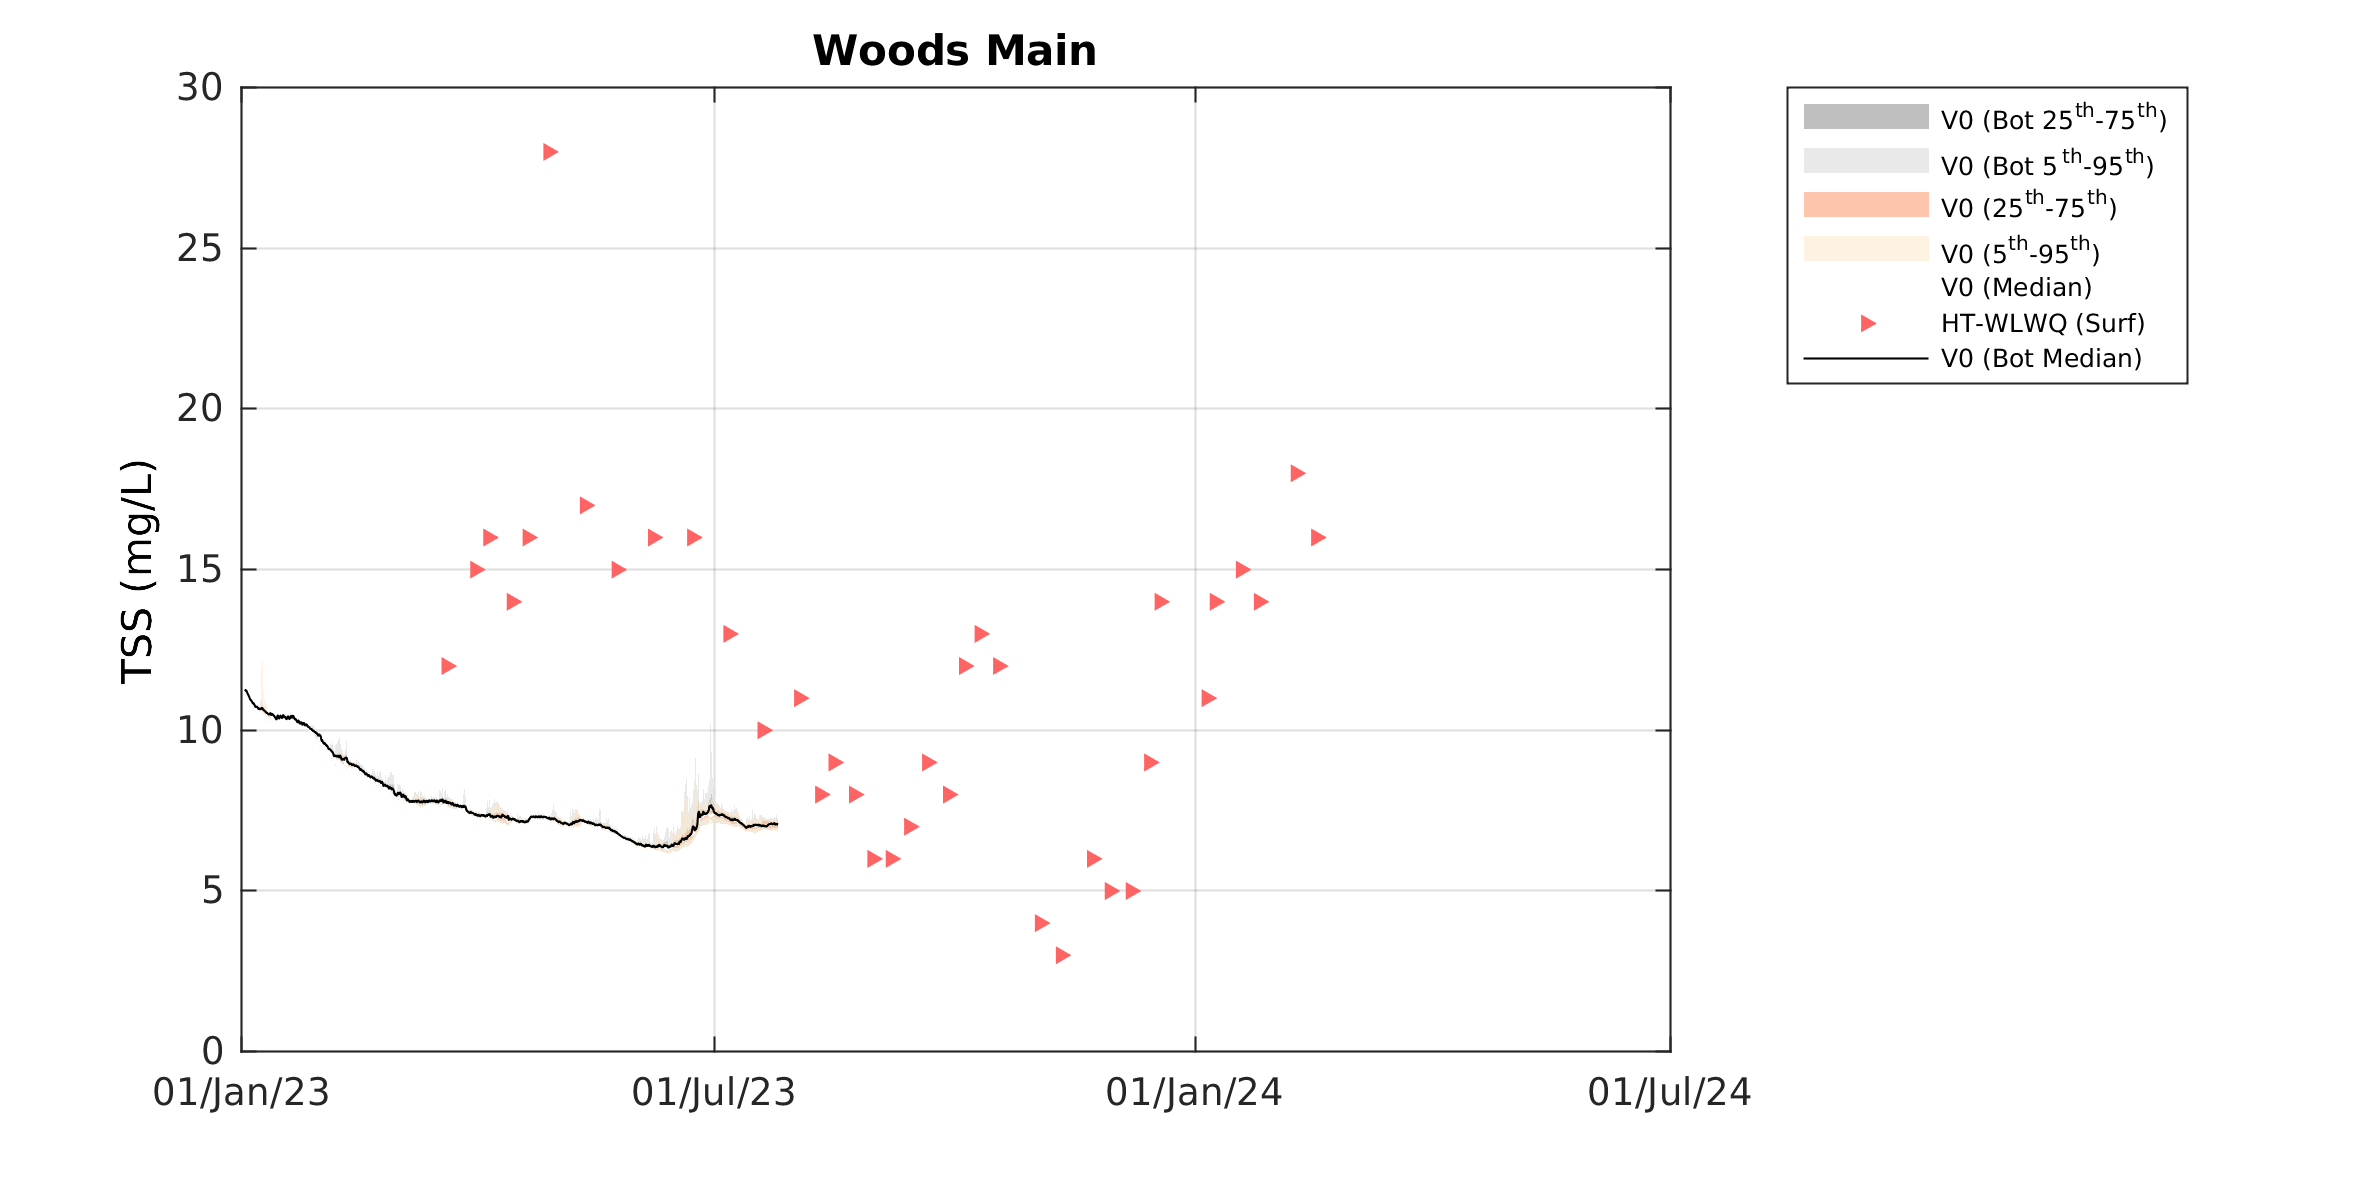 Woods Main
30
25
20
15
10
5
0
TSS (mg/L)
01/Jan/23
01/Jul/23
01/Jan/24
01/Jul/24
V0 (Bot 25th-75th)
V0 (Bot 5th-95th)
V0 (25th-75th)
V0 (5th-95th)
V0 (Median)
HT-WLWQ (Surf)
V0 (Bot Median)